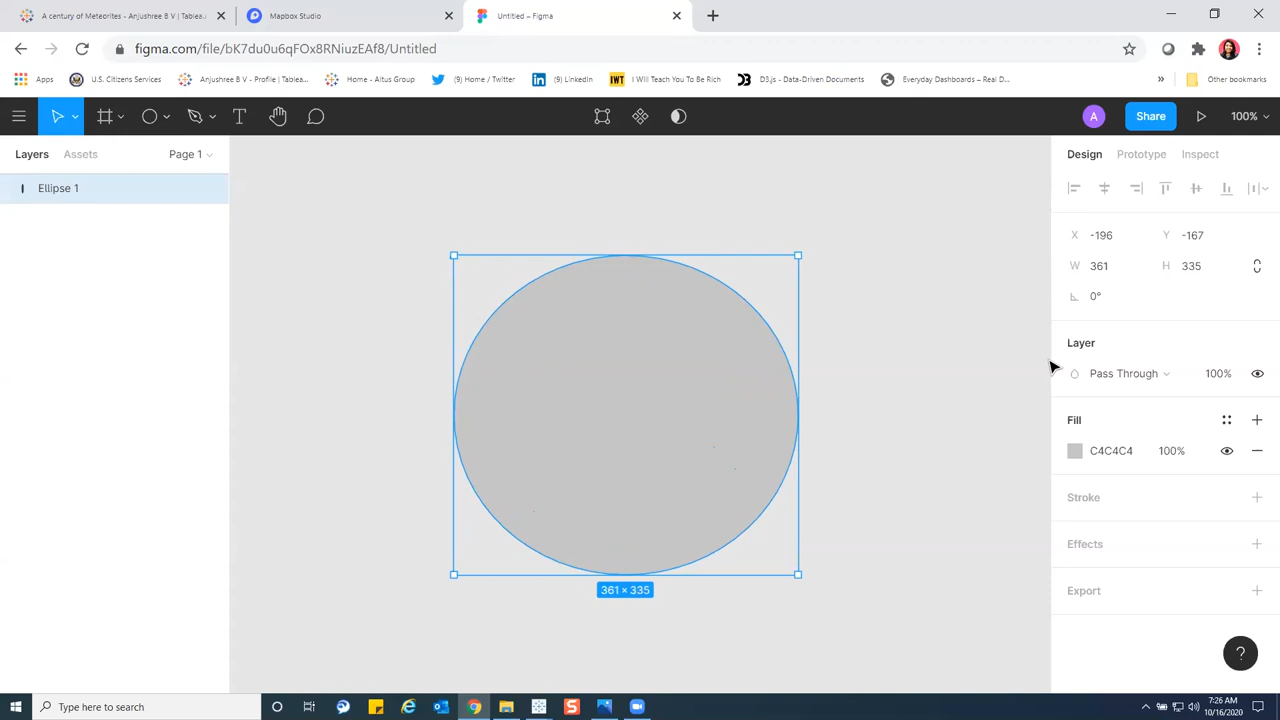 A century of Meteorites - Anjushree B V | Tablea...
Mapbox Studio
Untitled – Figma
figma.com/file/bK7du0u6qFOx8RNiuzEAf8/Untitled
Apps
U.S. Citizens Services
Anjushree B V - Profile | Tablea...
Home - Altus Group
(9) Home / Twitter
(9) LinkedIn
IWT
I Will Teach You To Be Rich
D3.js - Data-Driven Documents
Everyday Dashboards – Real D...
»
Other bookmarks
T
A
Share
100%
Layers
Assets
Page 1
Design
Prototype
Inspect
Ellipse 1
X -196
Y -167
W 361
H 335
0°
Layer
Pass Through
100%
Fill
C4C4C4
100%
Stroke
Effects
Export
361 × 335
?
Type here to search
7:26 AM
10/16/2020